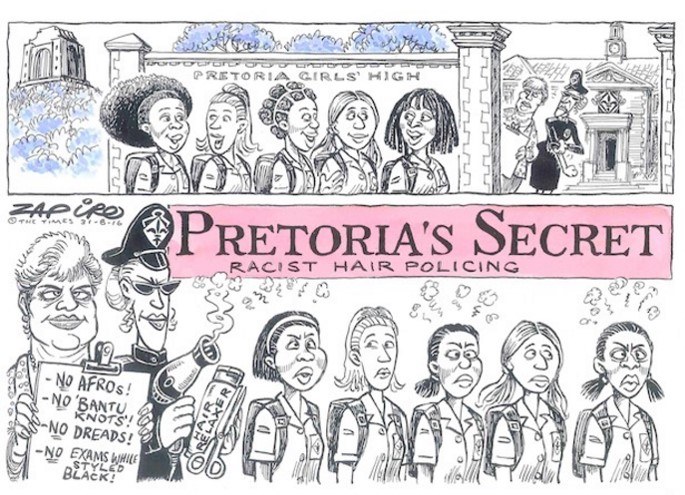 PRETORIA GIRLS' HIGH
ZAPIRO
© THE TIMES 31-8-16
PRETORIA'S SECRET
RACIST HAIR POLICING
- NO AFROS!
- NO 'BANTU
KNOTS'!
- NO DREADS!
- NO EXAMS WHILE
STYLED
BLACK!
HAIR
RELAXER